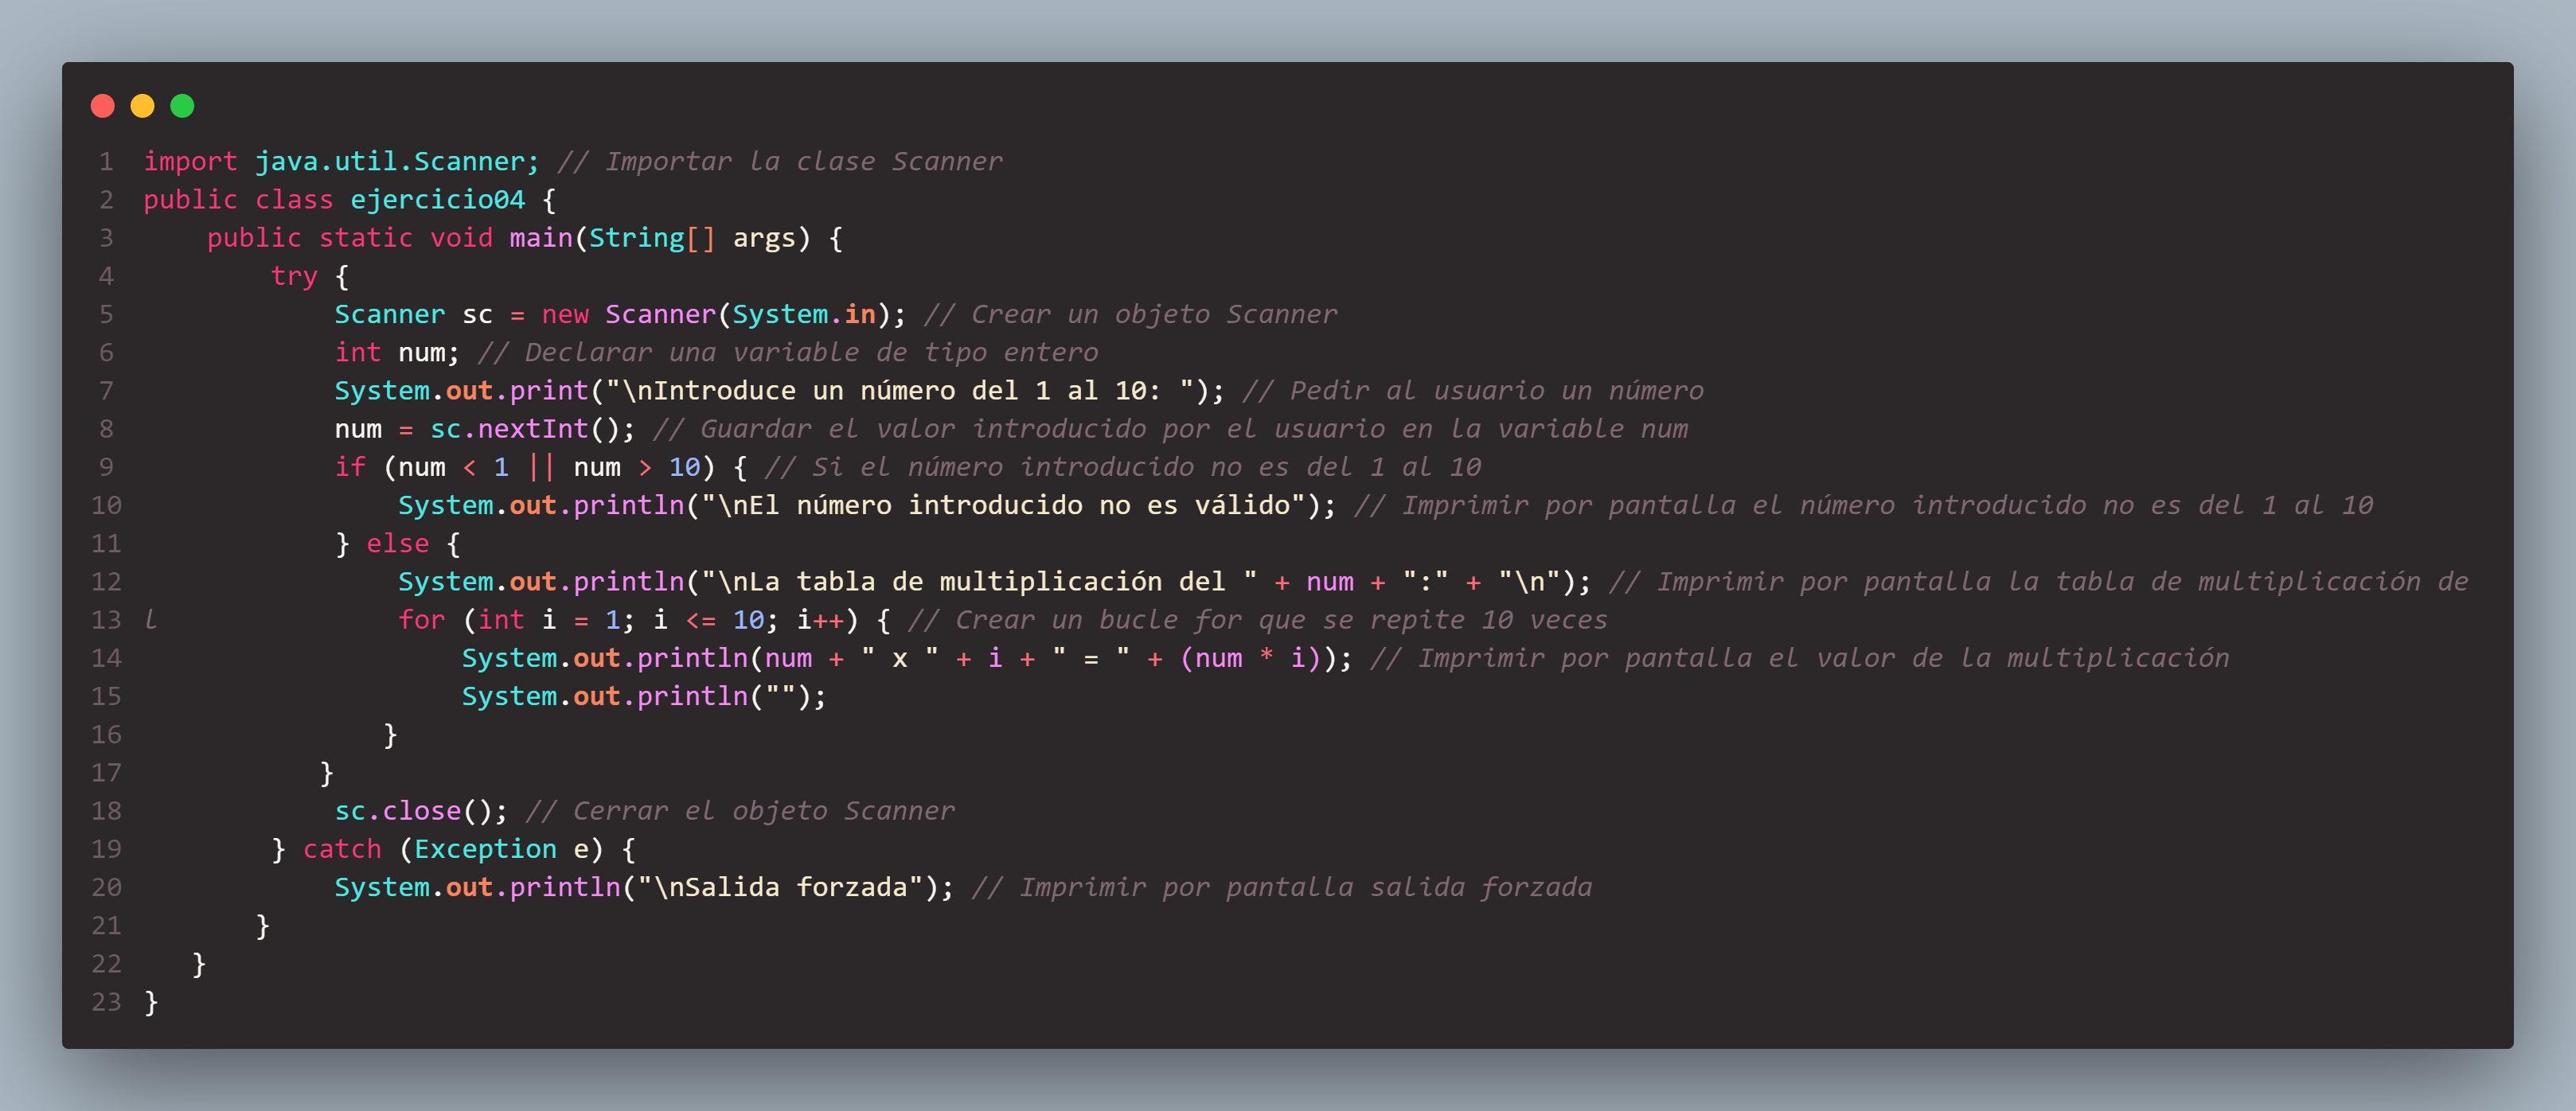 1 import java.util.Scanner; // Importar la clase Scanner
2 public class ejercicio04 {
3     public static void main(String[] args) {
4         try {
5             Scanner sc = new Scanner(System.in); // Crear un objeto Scanner
6             int num; // Declarar una variable de tipo entero
7             System.out.print("\nIntroduce un número del 1 al 10: "); // Pedir al usuario un número
8             num = sc.nextInt(); // Guardar el valor introducido por el usuario en la variable num
9             if (num < 1 || num > 10) { // Si el número introducido no es del 1 al 10
10                 System.out.println("\nEl número introducido no es válido"); // Imprimir por pantalla el número introducido no es del 1 al 10
11             } else {
12                 System.out.println("\nLa tabla de multiplicación del " + num + ":" + "\n"); // Imprimir por pantalla la tabla de multiplicación de
13 l               for (int i = 1; i <= 10; i++) { // Crear un bucle for que se repite 10 veces
14                     System.out.println(num + " x " + i + " = " + (num * i)); // Imprimir por pantalla el valor de la multiplicación
15                     System.out.println("");
16                }
17            }
18             sc.close(); // Cerrar el objeto Scanner
19         } catch (Exception e) {
20             System.out.println("\nSalida forzada"); // Imprimir por pantalla salida forzada
21        }
22    }
23 }